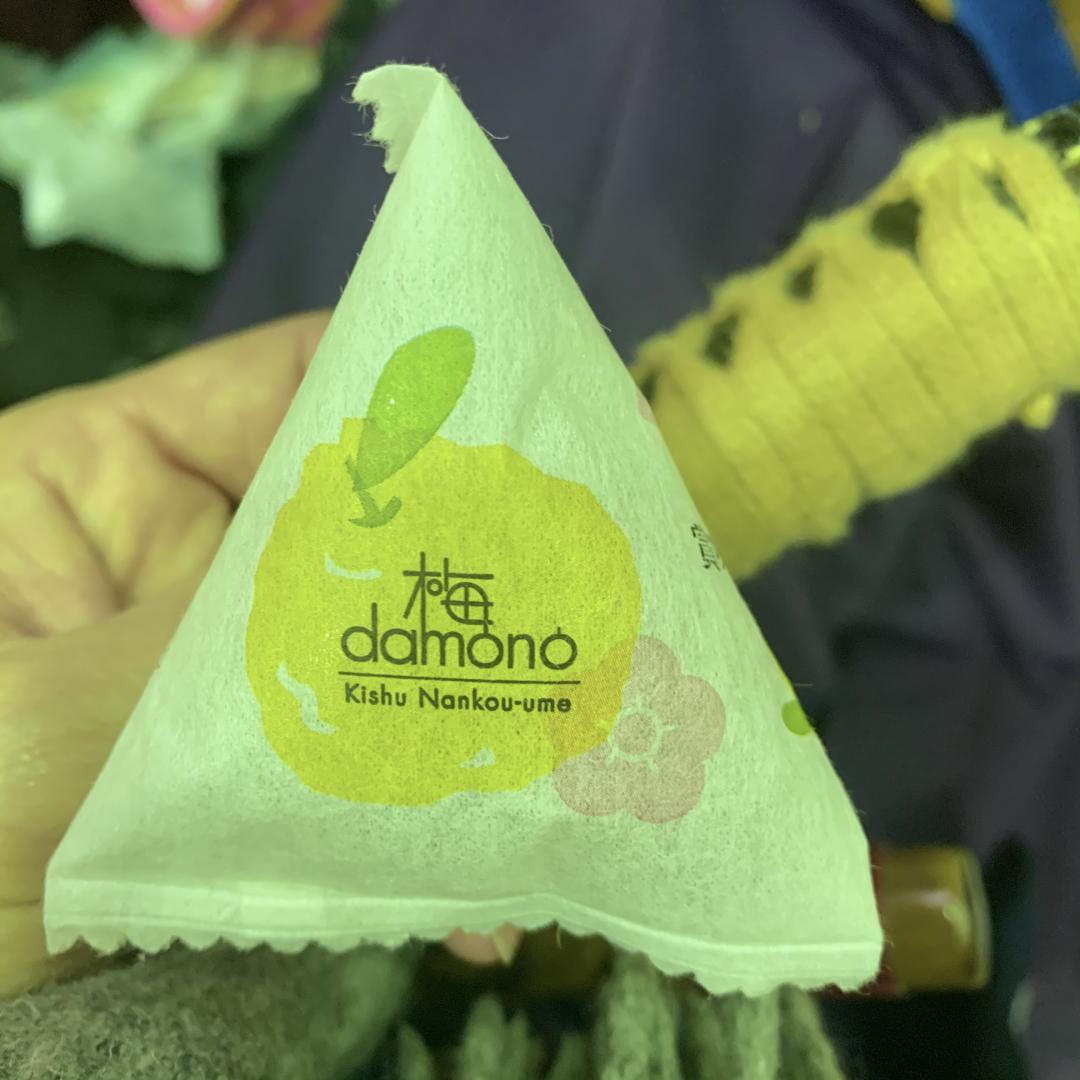 梅
damono
Kishu Nankou-ume